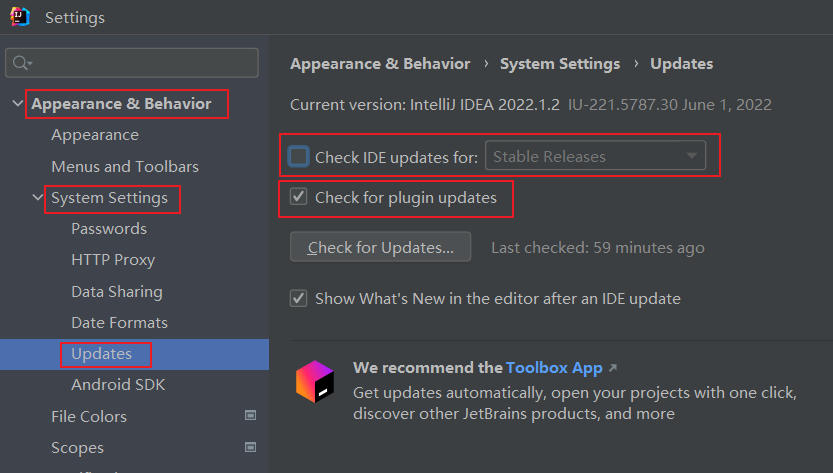 Settings
Appearance & Behavior
Appearance
Menus and Toolbars
System Settings
Passwords
HTTP Proxy
Data Sharing
Date Formats
Updates
Android SDK
File Colors
Scopes
Appearance & Behavior › System Settings › Updates
Current version: IntelliJ IDEA 2022.1.2 IU-221.5787.30 June 1, 2022
Check IDE updates for: Stable Releases
Check for plugin updates
Check for Updates... Last checked: 59 minutes ago
Show What's New in the editor after an IDE update
We recommend the Toolbox App ↗
Get updates automatically, open your projects with one click,
discover other JetBrains products, and more